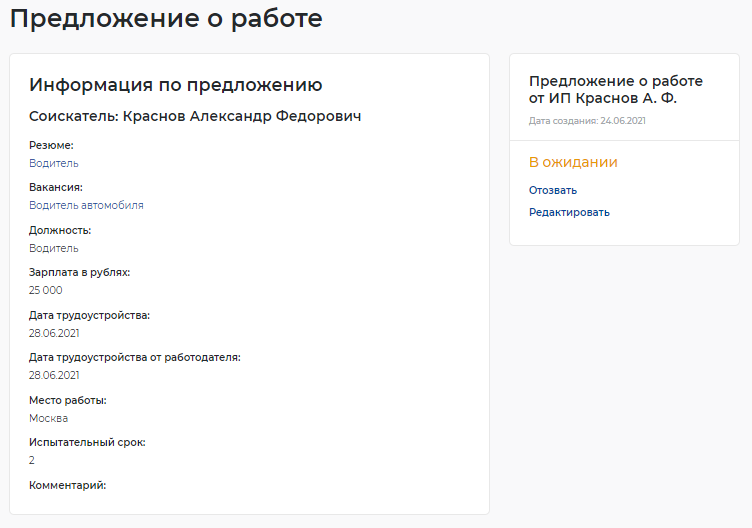 Предложение о работе
Информация по предложению
Соискатель: Краснов Александр Федорович
Резюме:
Водитель
Вакансия:
Водитель автомобиля
Должность:
Водитель
Зарплата в рублях:
25 000
Дата трудоустройства:
28.06.2021
Дата трудоустройства от работодателя:
28.06.2021
Место работы:
Москва
Испытательный срок:
2
Комментарий:
Предложение о работе
от ИП Краснов А. Ф.
Дата создания: 24.06.2021
В ожидании
Отозвать
Редактировать